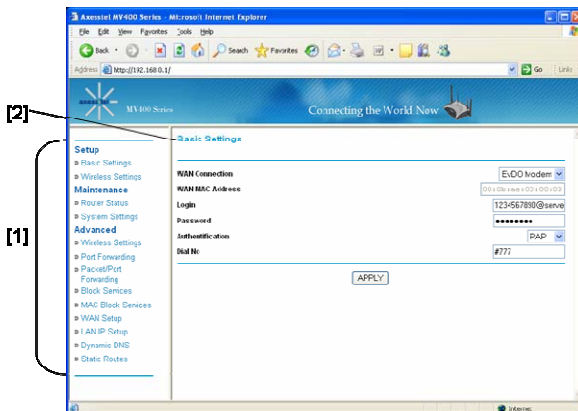 Axesstel MV400 Series - Microsoft Internet Explorer
File Edit View Favorites Tools Help
Back Search Favorites
Address http://192.168.0.1/ Go Links
axesstel MV400 Series Connecting the World Now
[2]
Basic Settings
Setup
» Basic Settings
» Wireless Settings
Maintenance
» Router Status
» System Settings
Advanced
» Wireless Settings
» Port Forwarding
» Packet/Port
Forwarding
» Block Services
» MAC Block Services
» WAN Setup
» LAN IP Setup
» Dynamic DNS
» Static Routes
[1]
WAN Connection EVDO Modem
WAN MAC Address
Login 1234567890@serve
Password ••••••••
Authentification PAP
Dial No #777
APPLY
Internet